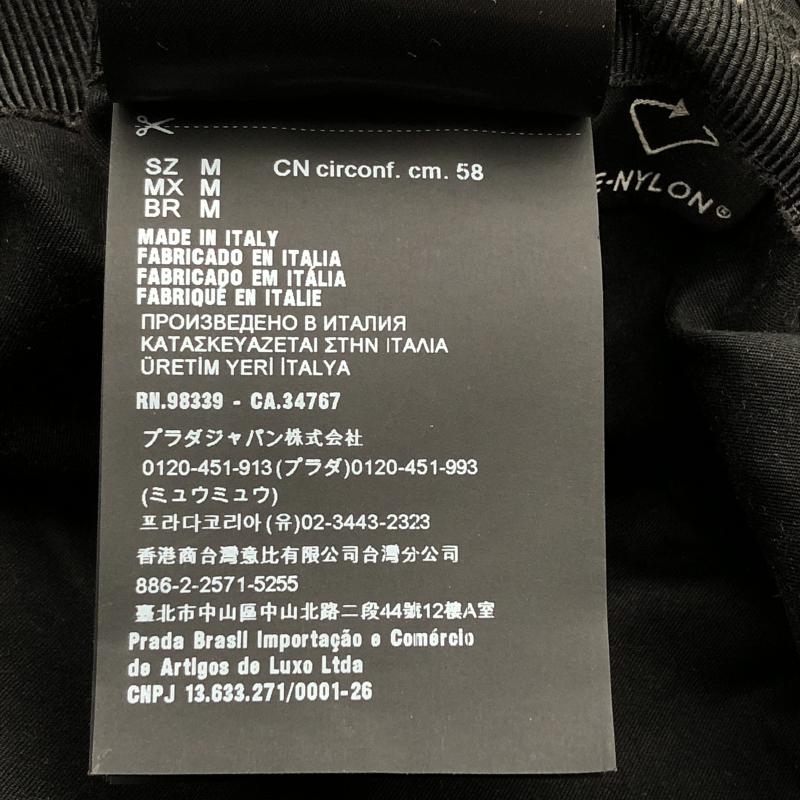 SZ M CN circonf. cm. 58
MX M
BR M
MADE IN ITALY
FABRICADO EN ITALIA
FABRICADO EM ITÁLIA
FABRIQUÉ EN ITALIE
ПРОИЗВЕДЕНО В ИТАЛИЯ
ΚΑΤΑΣΚΕΥΑΖΕΤΑΙ ΣΤΗΝ ΙΤΑΛΙΑ
ÜRETİM YERİ İTALYA
RN.98339 - CA.34767
プラダジャパン株式会社
0120-451-913(プラダ)0120-451-993
(ミュウミュウ)
프라다코리아(유)02-3443-2323
香港商台灣意比有限公司台灣分公司
886-2-2571-5255
臺北市中山區中山北路二段44號12樓A室
Prada Brasil Importação e Comércio
de Artigos de Luxo Ltda
CNPJ 13.633.271/0001-26
E-NYLON®